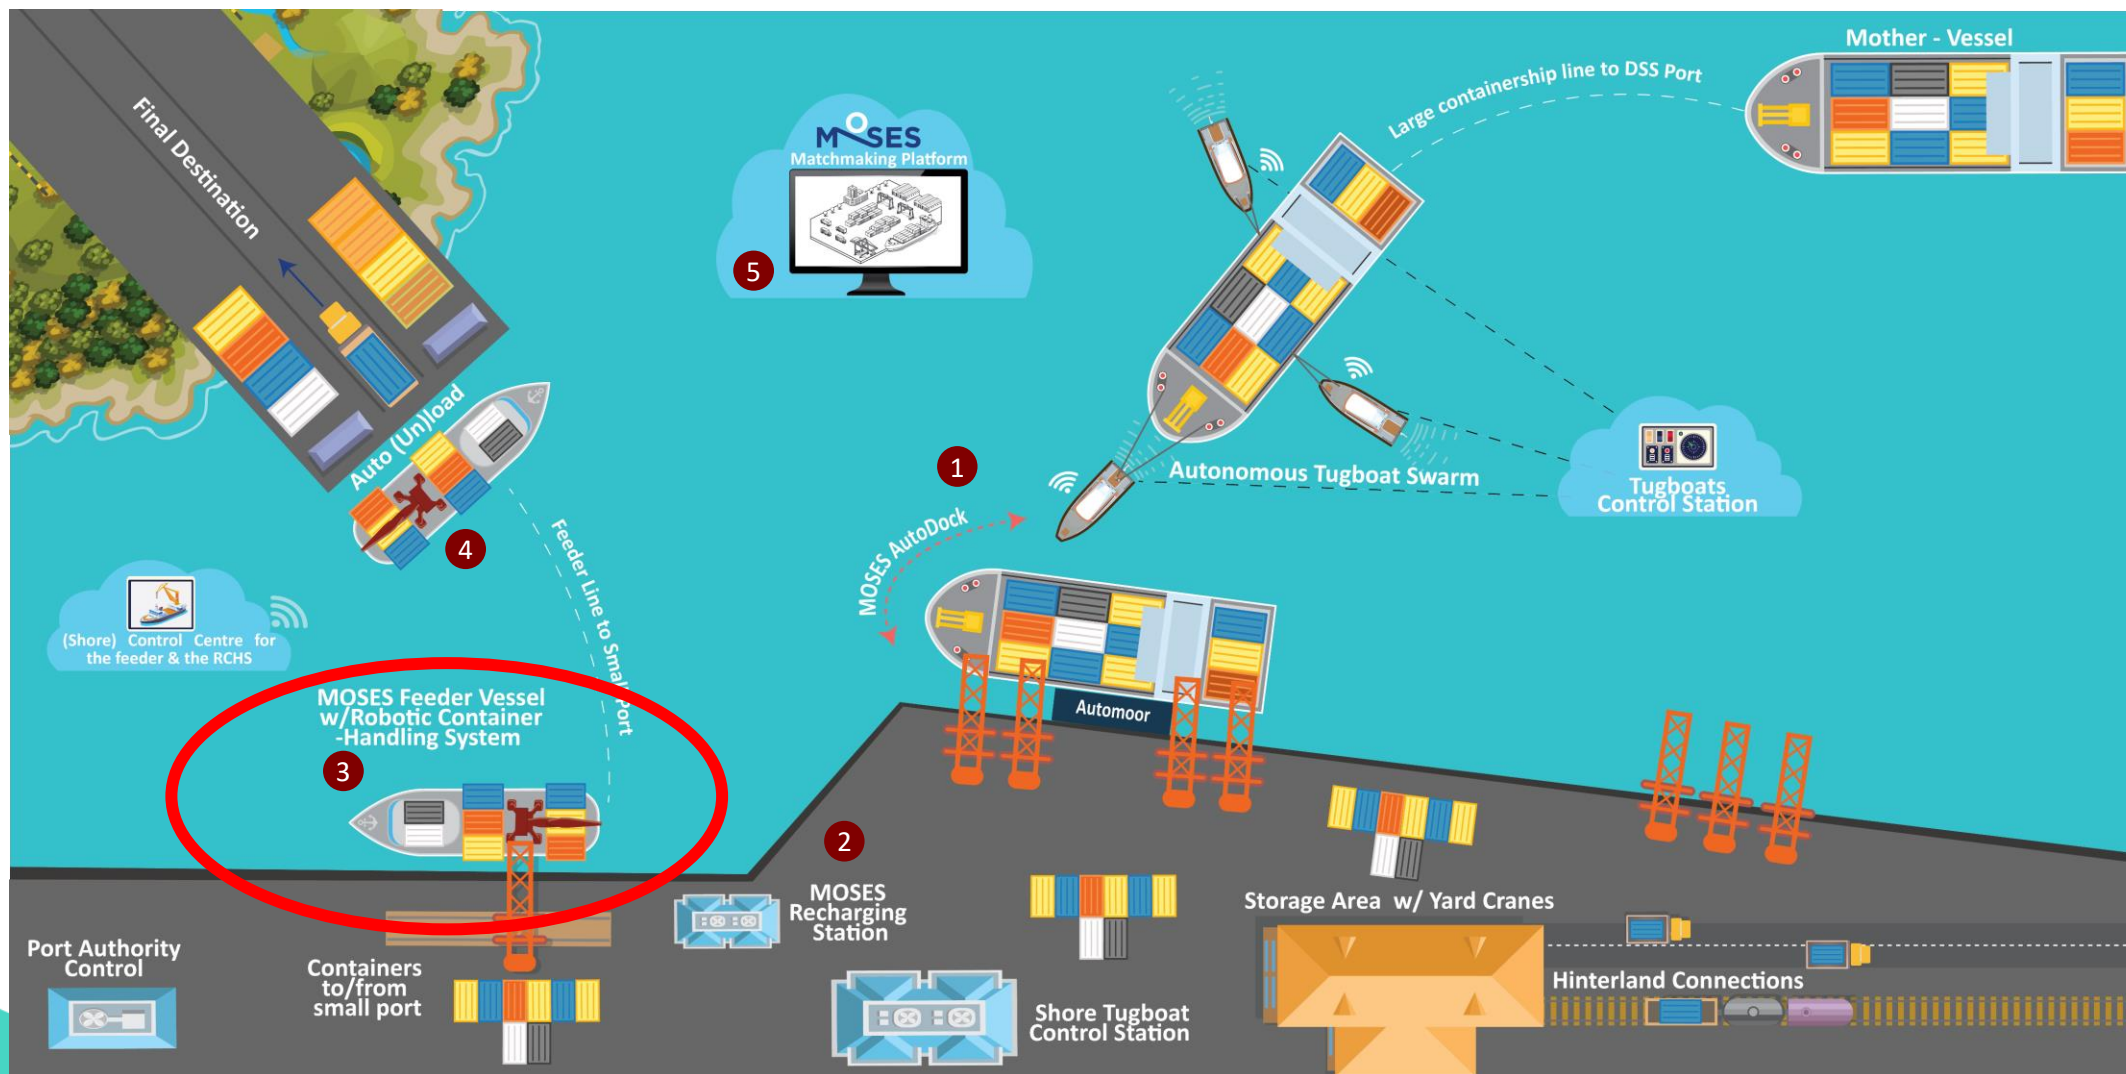 Mother - Vessel
Large containership line to DSS Port
Final Destination
MOSES
Matchmaking Platform
5
Auto (Un)load
4
Feeder Line to Small Port
1
Autonomous Tugboat Swarm
MOSES AutoDock
Tugboats
Control Station
(Shore) Control Centre for
the feeder & the RCHS
MOSES Feeder Vessel
w/Robotic Container
-Handling System
3
Automoor
2
MOSES
Recharging
Station
Storage Area w/ Yard Cranes
Port Authority
Control
Containers
to/from
small port
Hinterland Connections
Shore Tugboat
Control Station